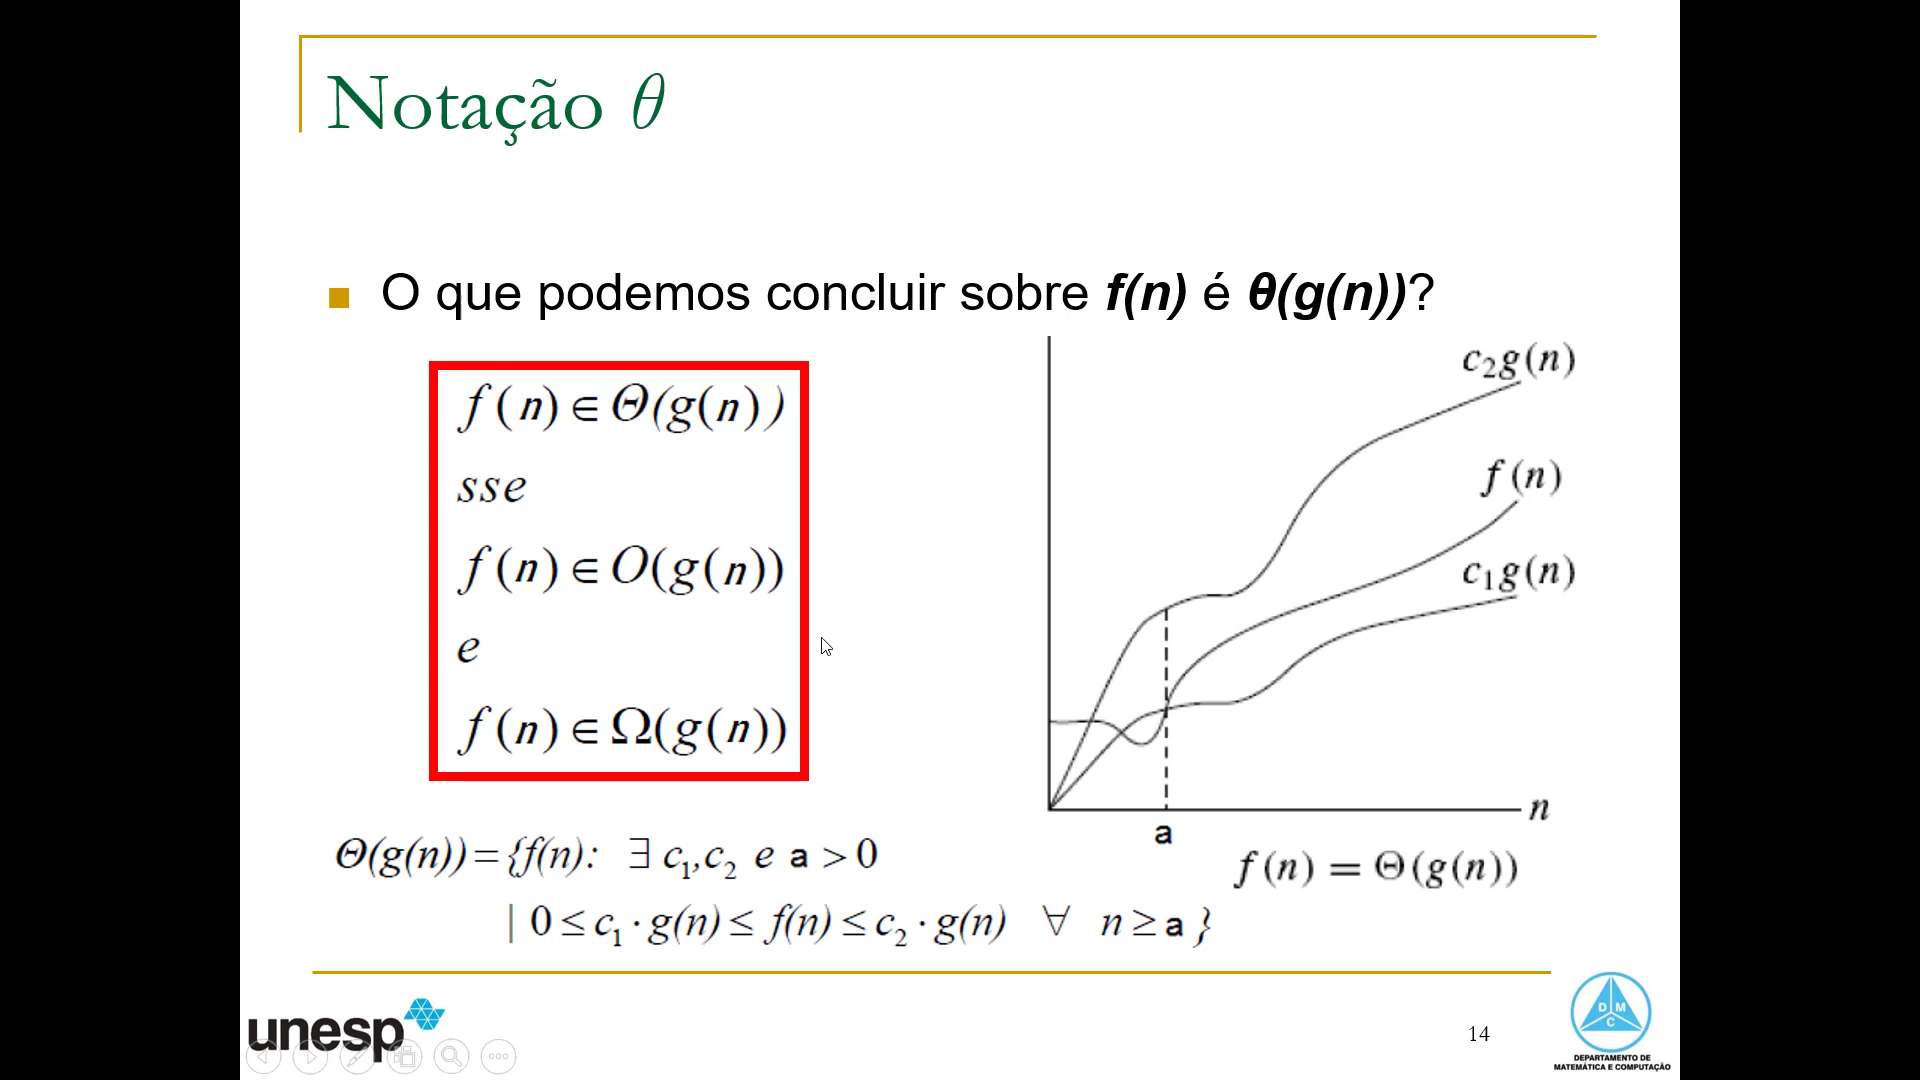 Notação θ
O que podemos concluir sobre f(n) é θ(g(n))?
f(n) ∈ Θ(g(n))
sse
f(n) ∈ O(g(n))
e
f(n) ∈ Ω(g(n))
c₂g(n)
f(n)
c₁g(n)
n
a
f(n) = Θ(g(n))
Θ(g(n)) = {f(n): ∃ c₁,c₂ e a > 0
| 0 ≤ c₁ · g(n) ≤ f(n) ≤ c₂ · g(n) ∀ n ≥ a }
unesp
14
D M
C
DEPARTAMENTO DE
MATEMÁTICA E COMPUTAÇÃO